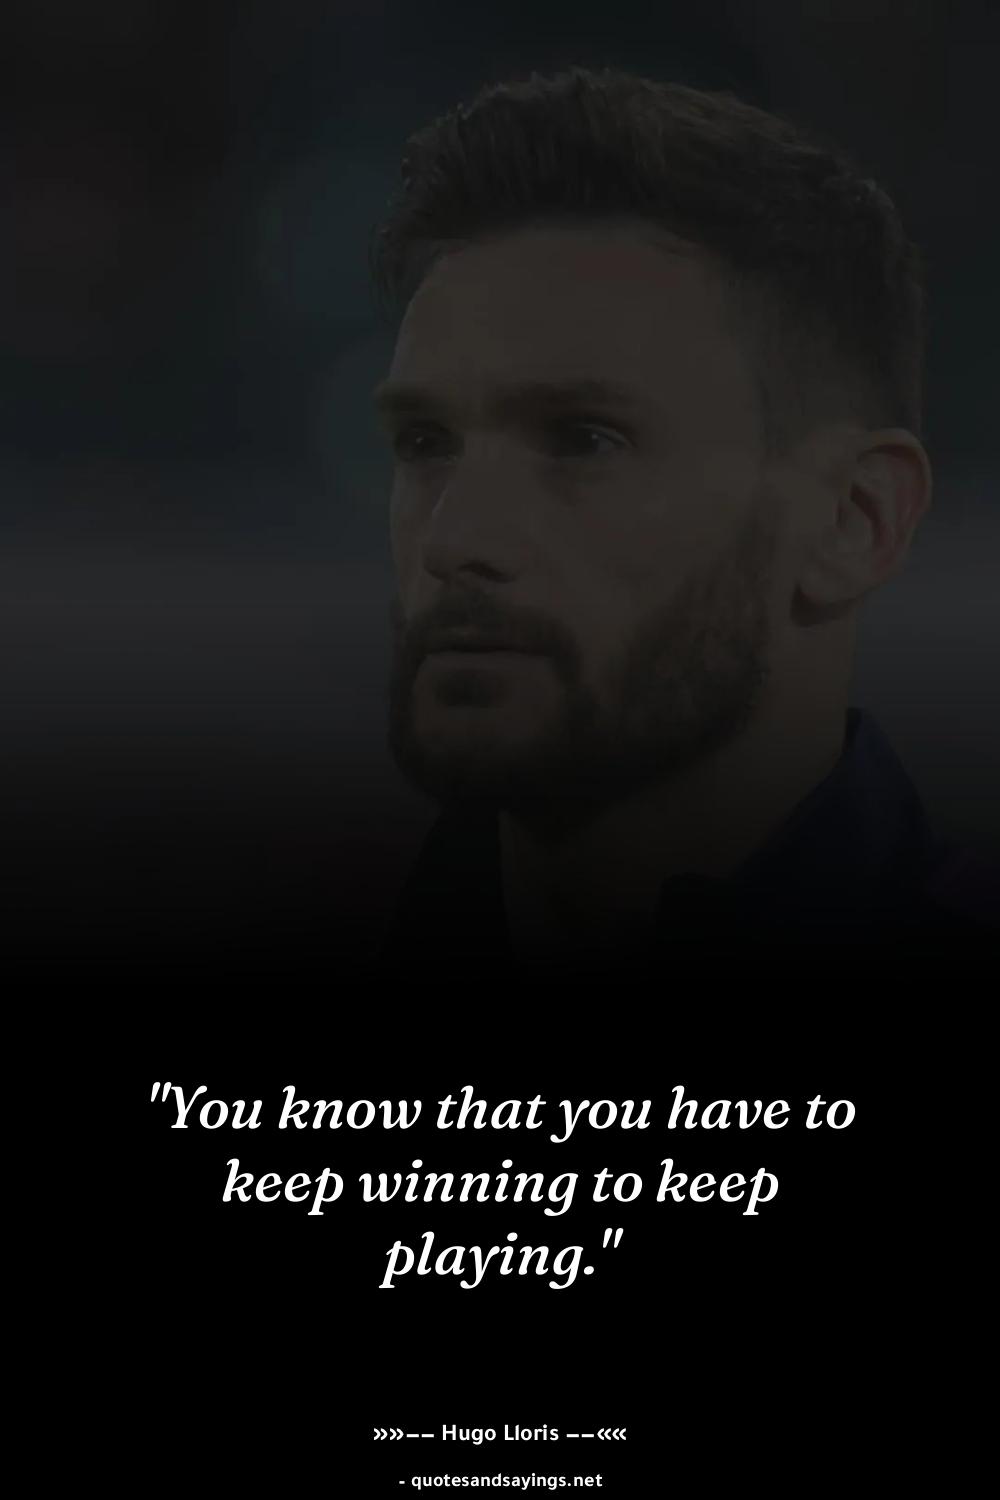 "You know that you have to
keep winning to keep
playing."
»»–– Hugo Lloris ––««
- quotesandsayings.net